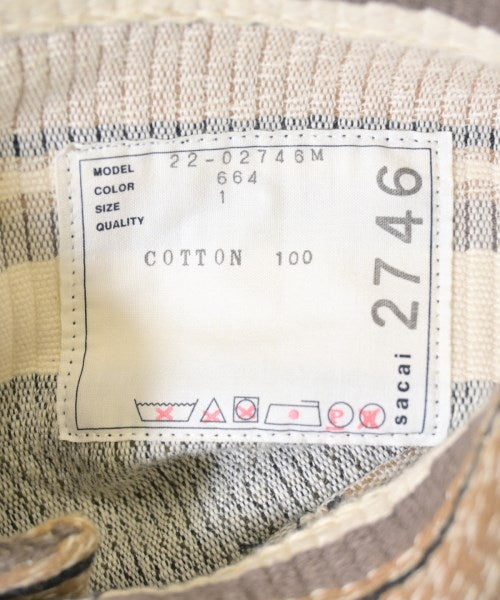 MODEL 22-02746M
COLOR 664
SIZE 1
QUALITY
COTTON 100
sacai 2746
P